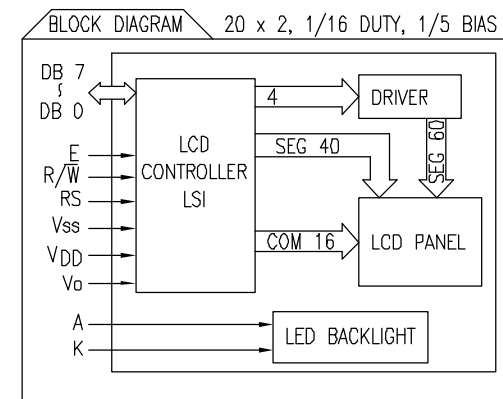 BLOCK DIAGRAM 20 x 2, 1/16 DUTY, 1/5 BIAS
DB 7
∫
DB 0
4
DRIVER
LCD
CONTROLLER
LSI
SEG 40
SEG 60
E
R/W̅
RS
Vss
VDD
Vo
COM 16
LCD PANEL
A
K
LED BACKLIGHT